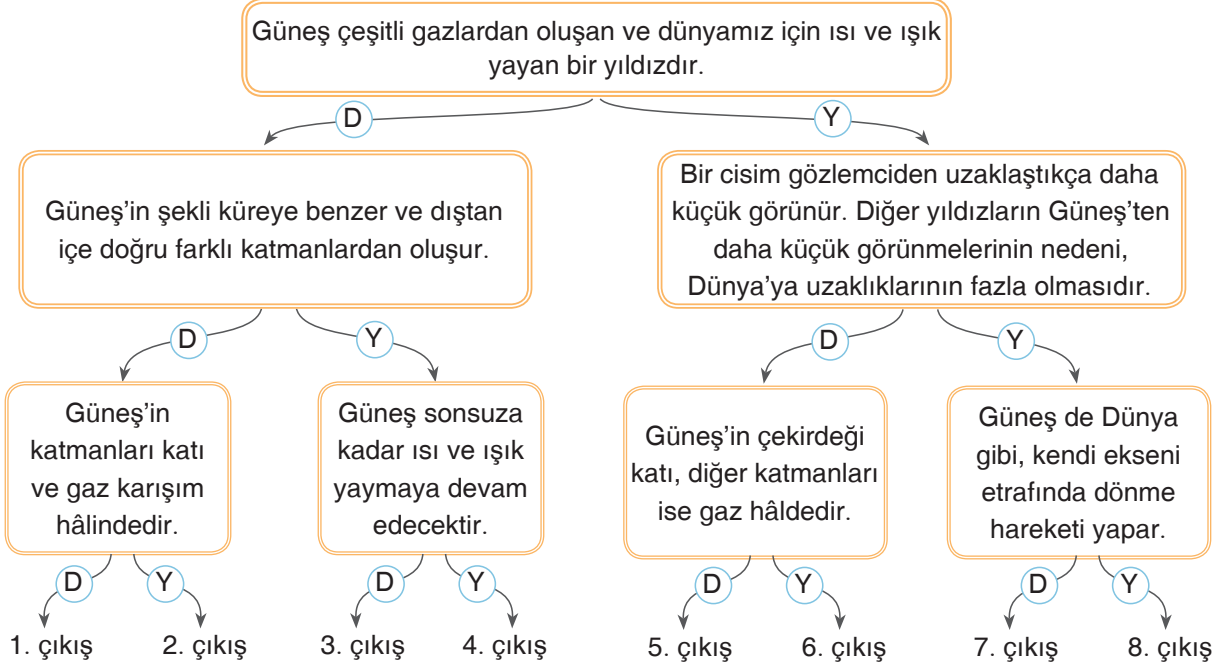 Güneş çeşitli gazlardan oluşan ve dünyamız için ısı ve ışık
yayan bir yıldızdır.
D
Y
Güneş'in şekli küreye benzer ve dıştan
içe doğru farklı katmanlardan oluşur.
Bir cisim gözlemciden uzaklaştıkça daha
küçük görünür. Diğer yıldızların Güneş'ten
daha küçük görünmelerinin nedeni,
Dünya'ya uzaklıklarının fazla olmasıdır.
D
Y
D
Y
Güneş'in
katmanları katı
ve gaz karışım
hâlindedir.
Güneş sonsuza
kadar ısı ve ışık
yaymaya devam
edecektir.
Güneş'in çekirdeği
katı, diğer katmanları
ise gaz hâldedir.
Güneş de Dünya
gibi, kendi ekseni
etrafında dönme
hareketi yapar.
D
Y
D
Y
D
Y
D
Y
1. çıkış
2. çıkış
3. çıkış
4. çıkış
5. çıkış
6. çıkış
7. çıkış
8. çıkış